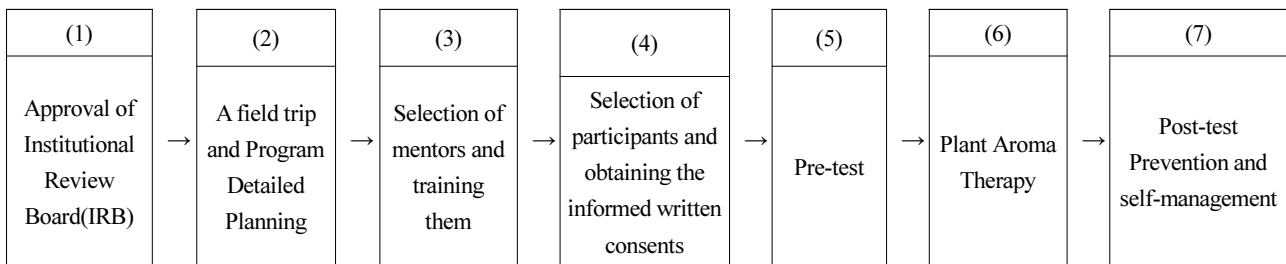 (1)
Approval of
Institutional
Review
Board(IRB)
→
(2)
A field trip
and Program
Detailed
Planning
→
(3)
Selection of
mentors and
training
them
→
(4)
Selection of
participants and
obtaining the
informed written
consents
→
(5)
Pre-test
→
(6)
Plant Aroma
Therapy
→
(7)
Post-test
Prevention and
self-management